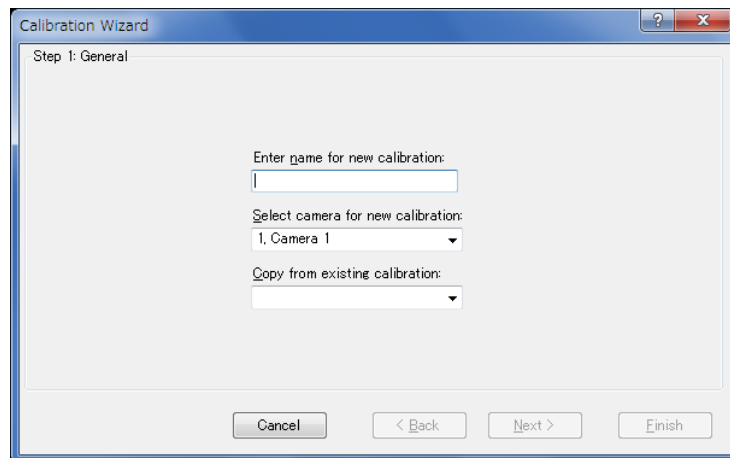 Calibration Wizard
?
X
Step 1: General
Enter name for new calibration:
Select camera for new calibration:
1, Camera 1
Copy from existing calibration:
Cancel
< Back
Next >
Finish